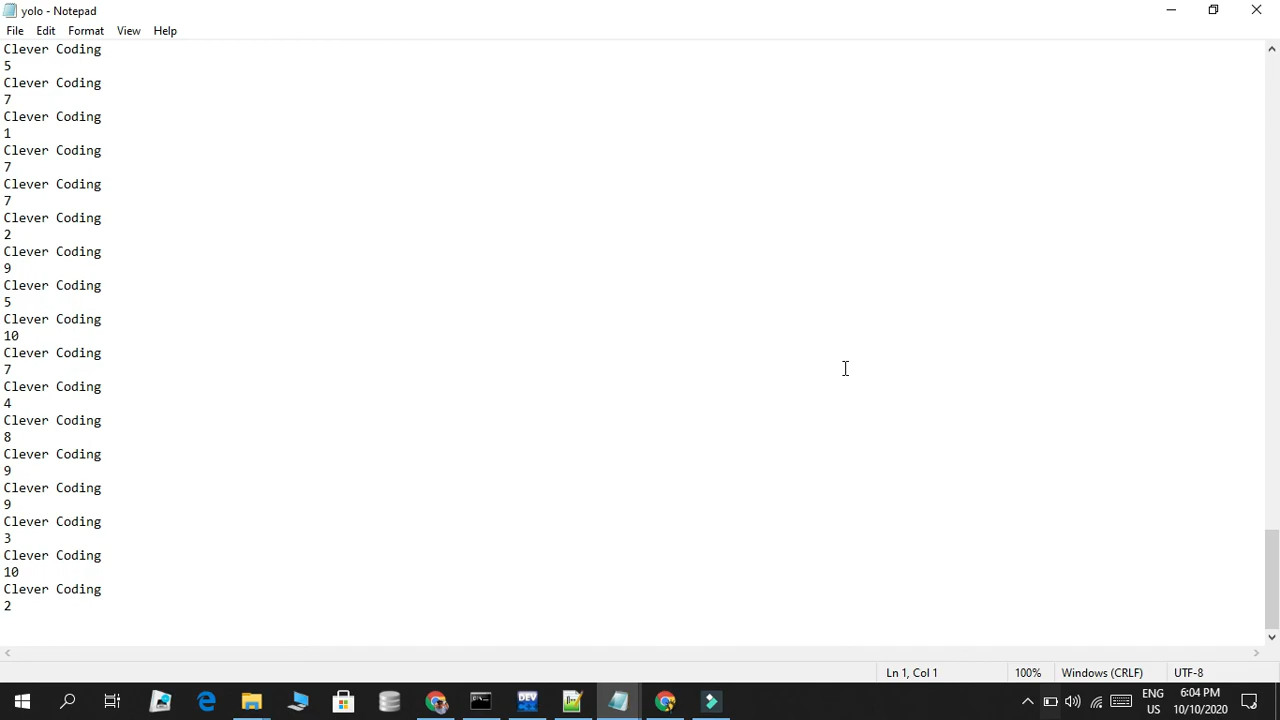 yolo - Notepad
File Edit Format View Help
Clever Coding
5
Clever Coding
7
Clever Coding
1
Clever Coding
7
Clever Coding
7
Clever Coding
2
Clever Coding
9
Clever Coding
5
Clever Coding
10
Clever Coding
7
Clever Coding
4
Clever Coding
8
Clever Coding
9
Clever Coding
9
Clever Coding
3
Clever Coding
10
Clever Coding
2
Ln 1, Col 1 100% Windows (CRLF) UTF-8
DEV
ENG 6:04 PM
US 10/10/2020